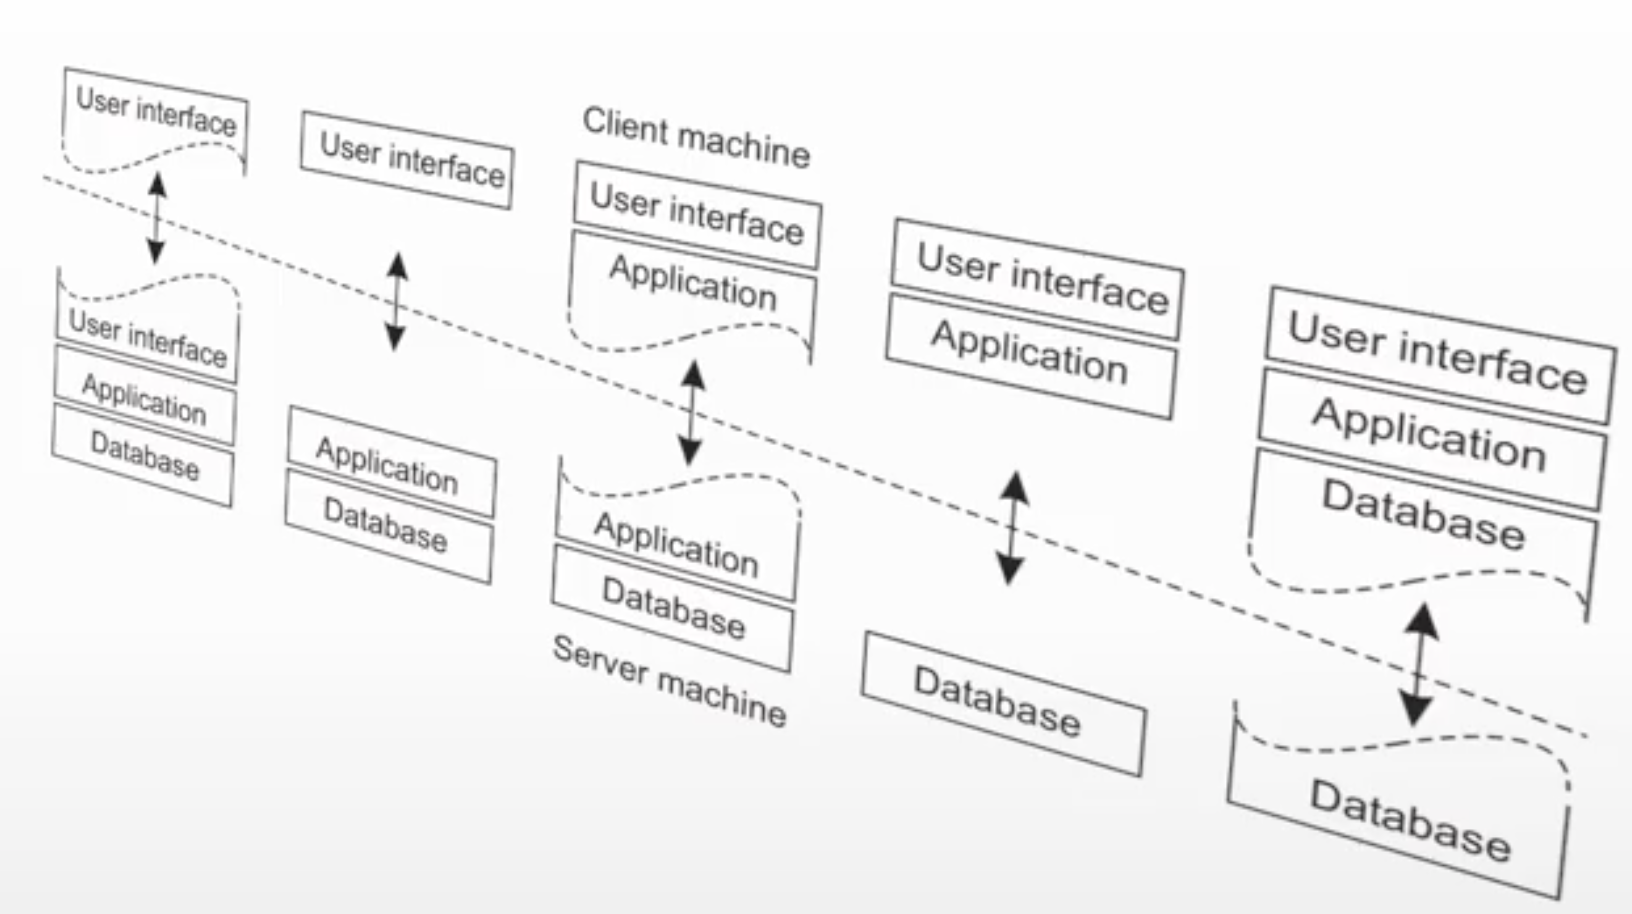 User interface
User interface
Application
Database
User interface
Application
Database
Client machine
User interface
Application
Application
Database
Server machine
User interface
Application
Database
User interface
Application
Database
Database